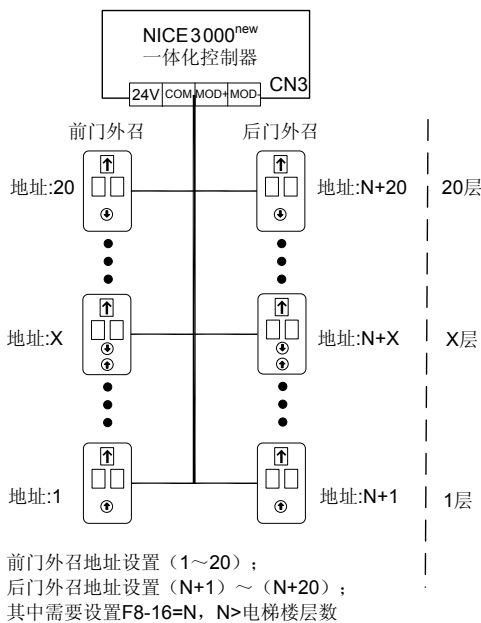 NICE3000new
一体化控制器
24V COM MOD+ MOD- CN3
前门外召 后门外召
地址:20 地址:N+20 20层
地址:X 地址:N+X X层
地址:1 地址:N+1 1层
前门外召地址设置（1～20）；
后门外召地址设置（N+1）～（N+20）；
其中需要设置F8-16=N，N>电梯楼层数